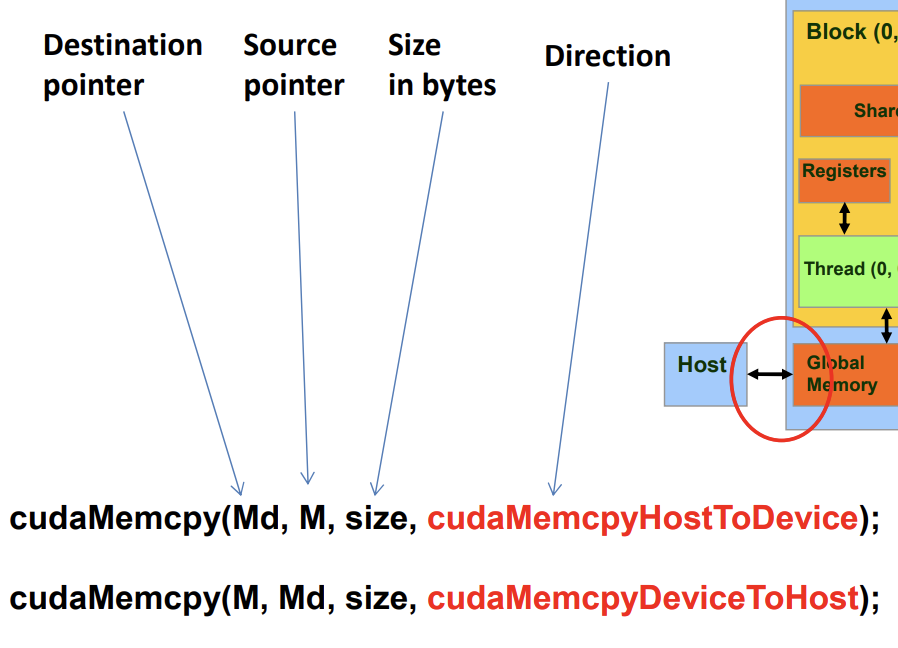 Destination pointer
Source pointer
Size in bytes
Direction
Block (0,
Shar
Registers
Thread (0,
Host
Global
Memory
cudaMemcpy(Md, M, size, cudaMemcpyHostToDevice);
cudaMemcpy(M, Md, size, cudaMemcpyDeviceToHost);